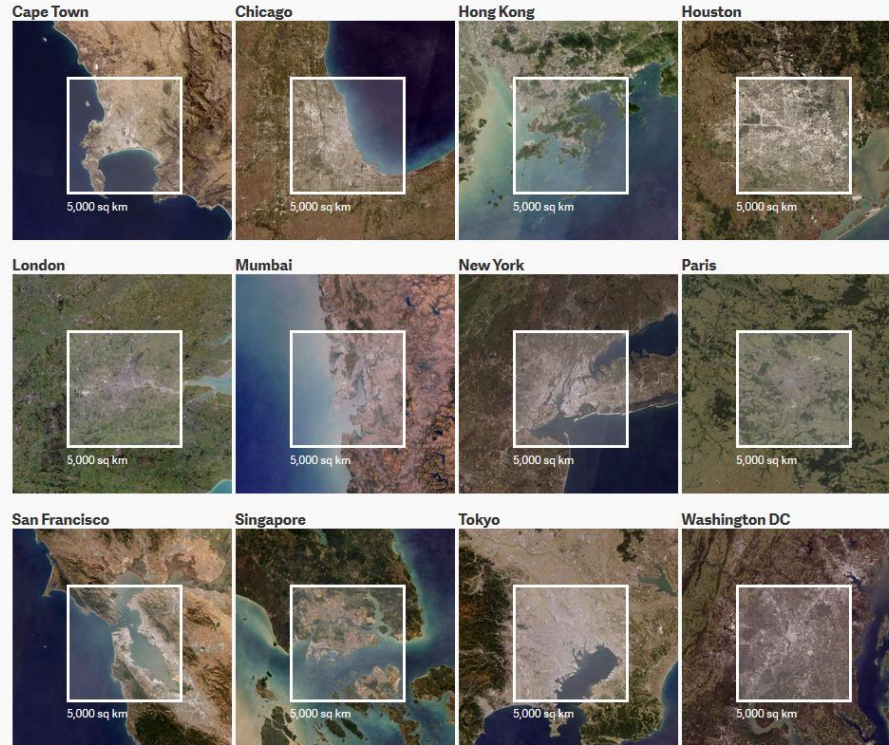 Cape Town
Chicago
Hong Kong
Houston
5,000 sq km
5,000 sq km
5,000 sq km
5,000 sq km
London
Mumbai
New York
Paris
5,000 sq km
5,000 sq km
5,000 sq km
5,000 sq km
San Francisco
Singapore
Tokyo
Washington DC
5,000 sq km
5,000 sq km
5,000 sq km
5,000 sq km